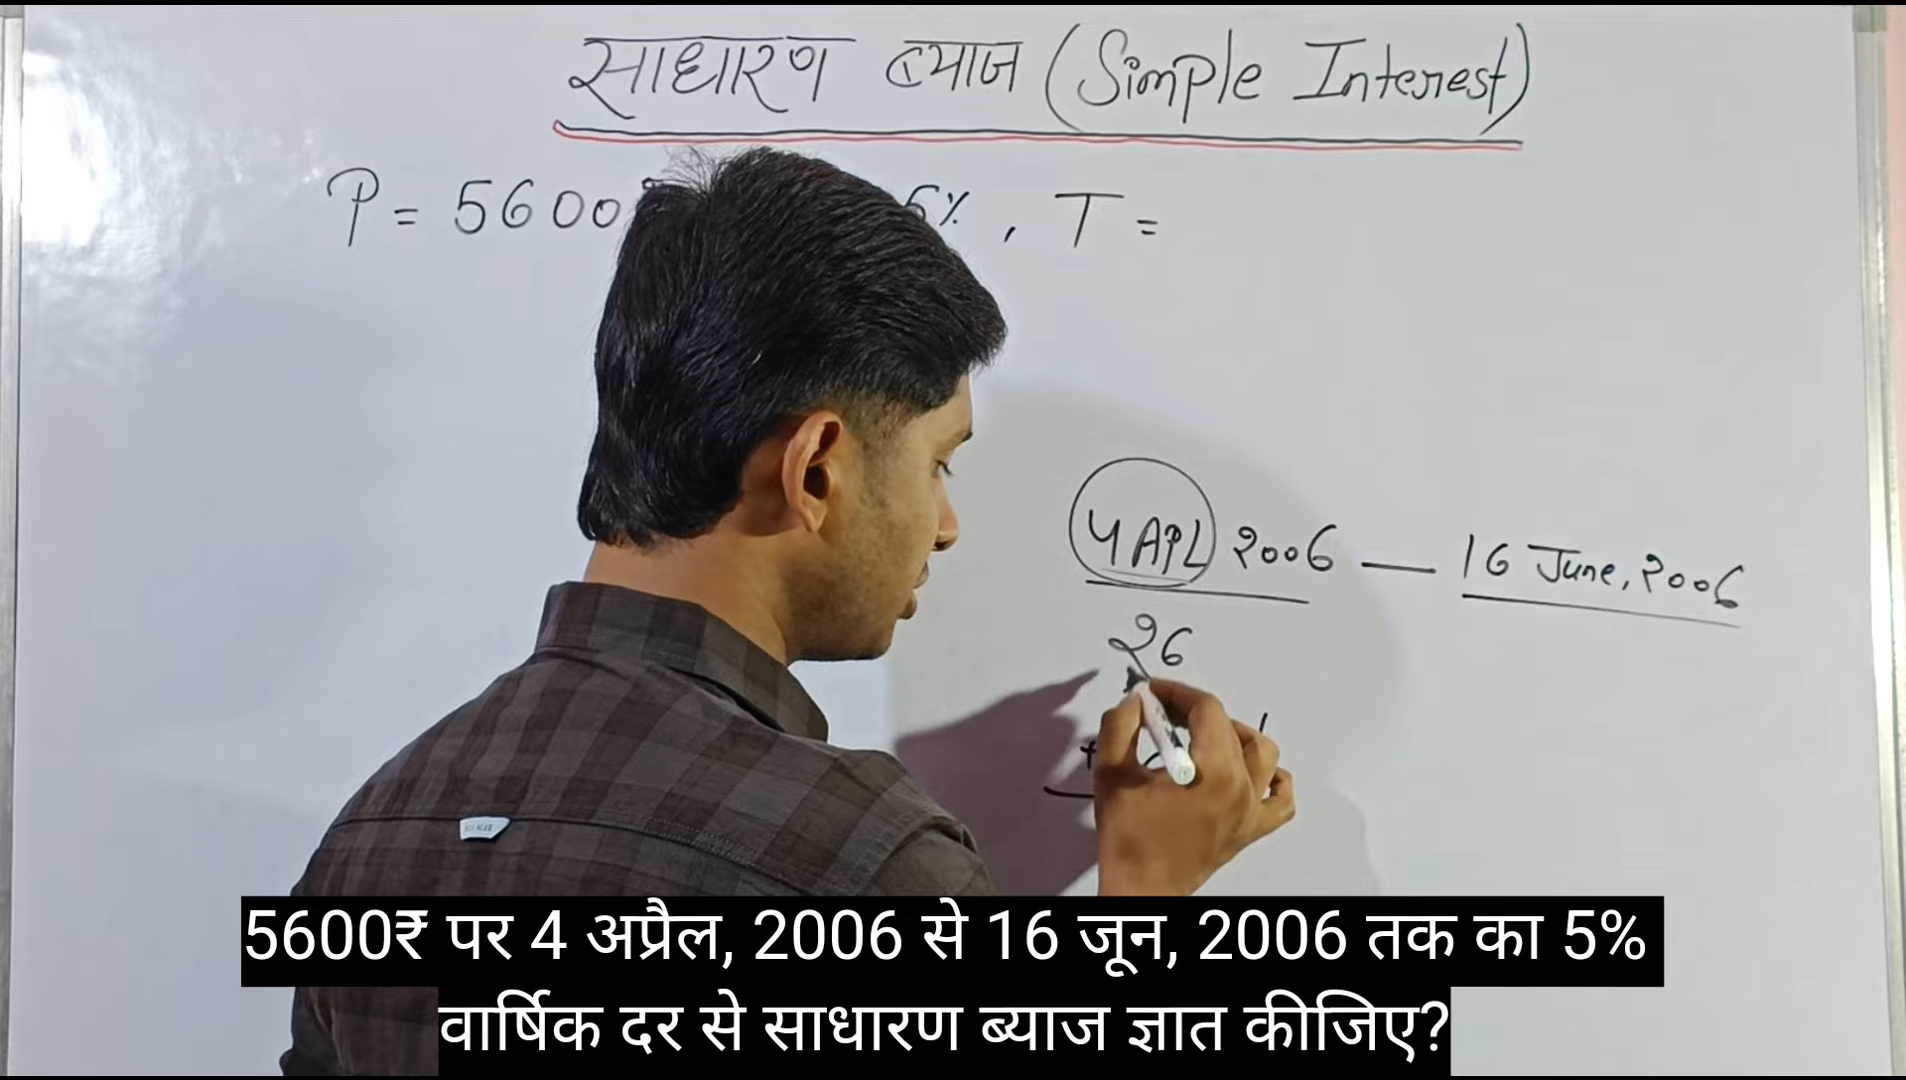 साधारण ब्याज (Simple Interest)
P = 5600 5% , T =
4 APL 2006 — 16 June, 2006
26
+
5600₹ पर 4 अप्रैल, 2006 से 16 जून, 2006 तक का 5%
वार्षिक दर से साधारण ब्याज ज्ञात कीजिए?